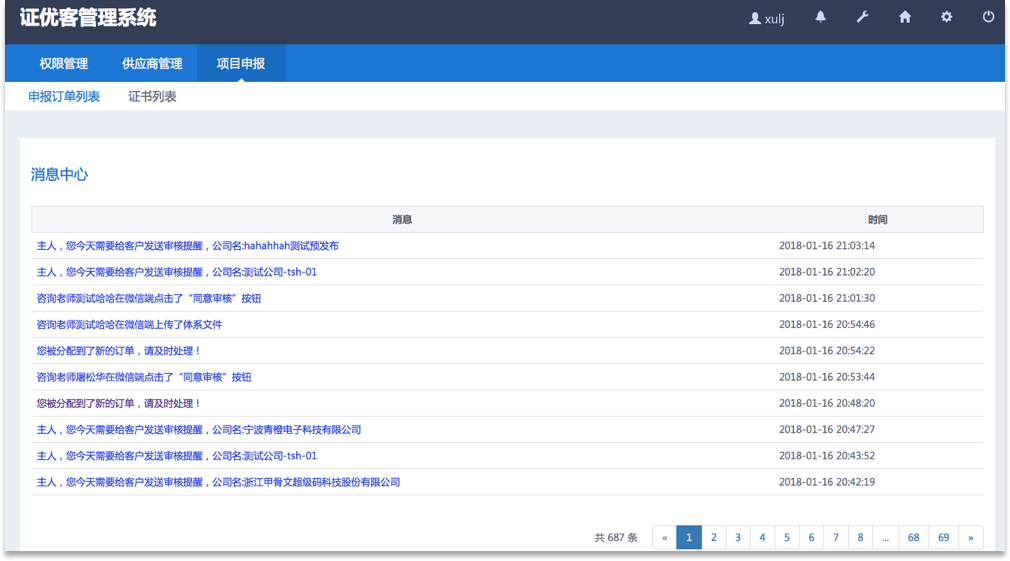 证优客管理系统
xulj
权限管理 供应商管理 项目申报
申报订单列表 证书列表
消息中心
消息 时间
主人，您今天需要给客户发送审核提醒，公司名:hahahhah测试预发布 2018-01-16 21:03:14
主人，您今天需要给客户发送审核提醒，公司名:测试公司-tsh-01 2018-01-16 21:02:20
咨询老师测试哈哈在微信端点击了“同意审核”按钮 2018-01-16 21:01:30
咨询老师测试哈哈在微信端上传了体系文件 2018-01-16 20:54:46
您被分配到了新的订单，请及时处理！ 2018-01-16 20:54:22
咨询老师屠松华在微信端点击了“同意审核”按钮 2018-01-16 20:53:44
您被分配到了新的订单，请及时处理！ 2018-01-16 20:48:20
主人，您今天需要给客户发送审核提醒，公司名:宁波青橙电子科技有限公司 2018-01-16 20:47:27
主人，您今天需要给客户发送审核提醒，公司名:测试公司-tsh-01 2018-01-16 20:43:52
主人，您今天需要给客户发送审核提醒，公司名:浙江甲骨文超级码科技股份有限公司 2018-01-16 20:42:19
共 687 条 « 1 2 3 4 5 6 7 8 ... 68 69 »